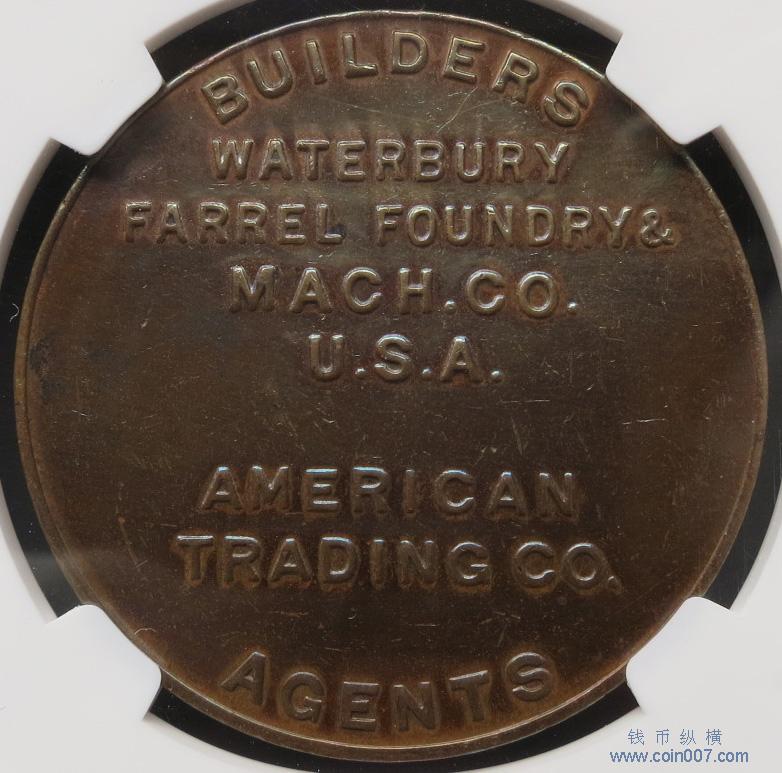 BUILDERS
WATERBURY
FARREL FOUNDRY &
MACH. CO.
U.S.A.
AMERICAN
TRADING CO.
AGENTS
钱币纵横
www.coin007.com